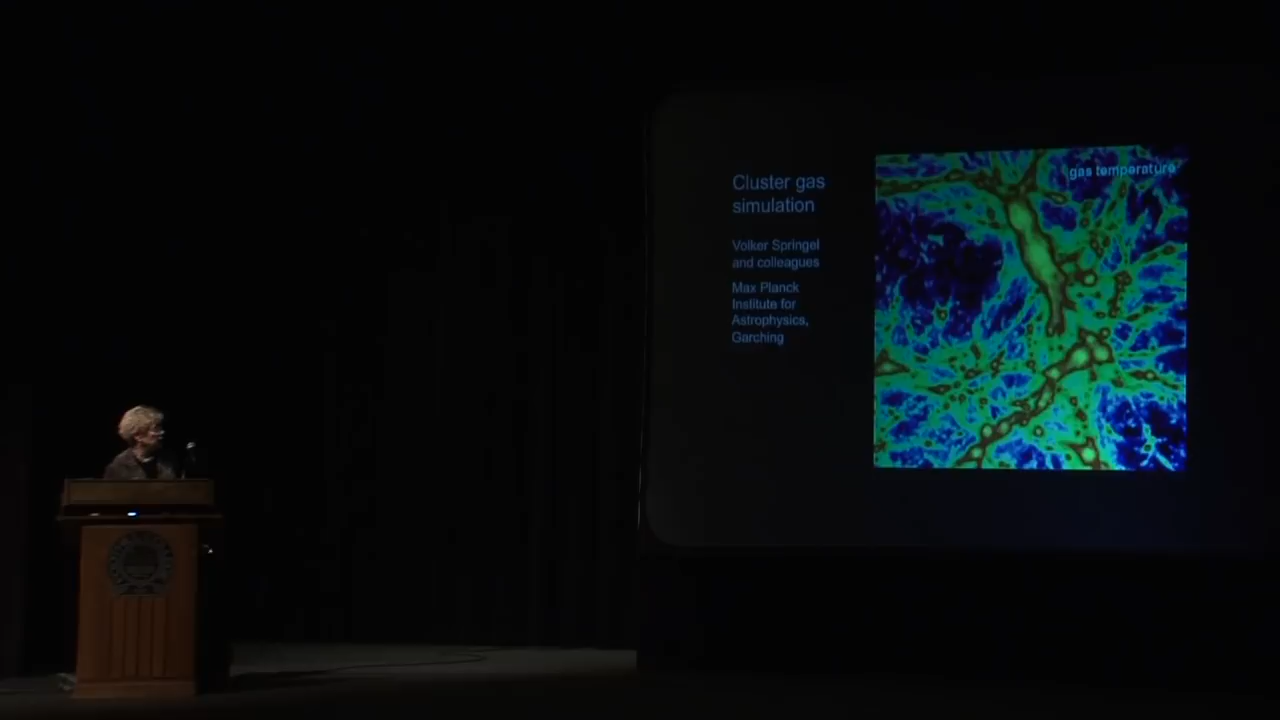 Cluster gas
simulation
Volker Springel
and colleagues
Max Planck
Institute for
Astrophysics,
Garching
gas temperature